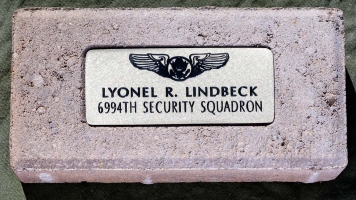 LYONEL R. LINDBECK
6994TH SECURITY SQUADRON